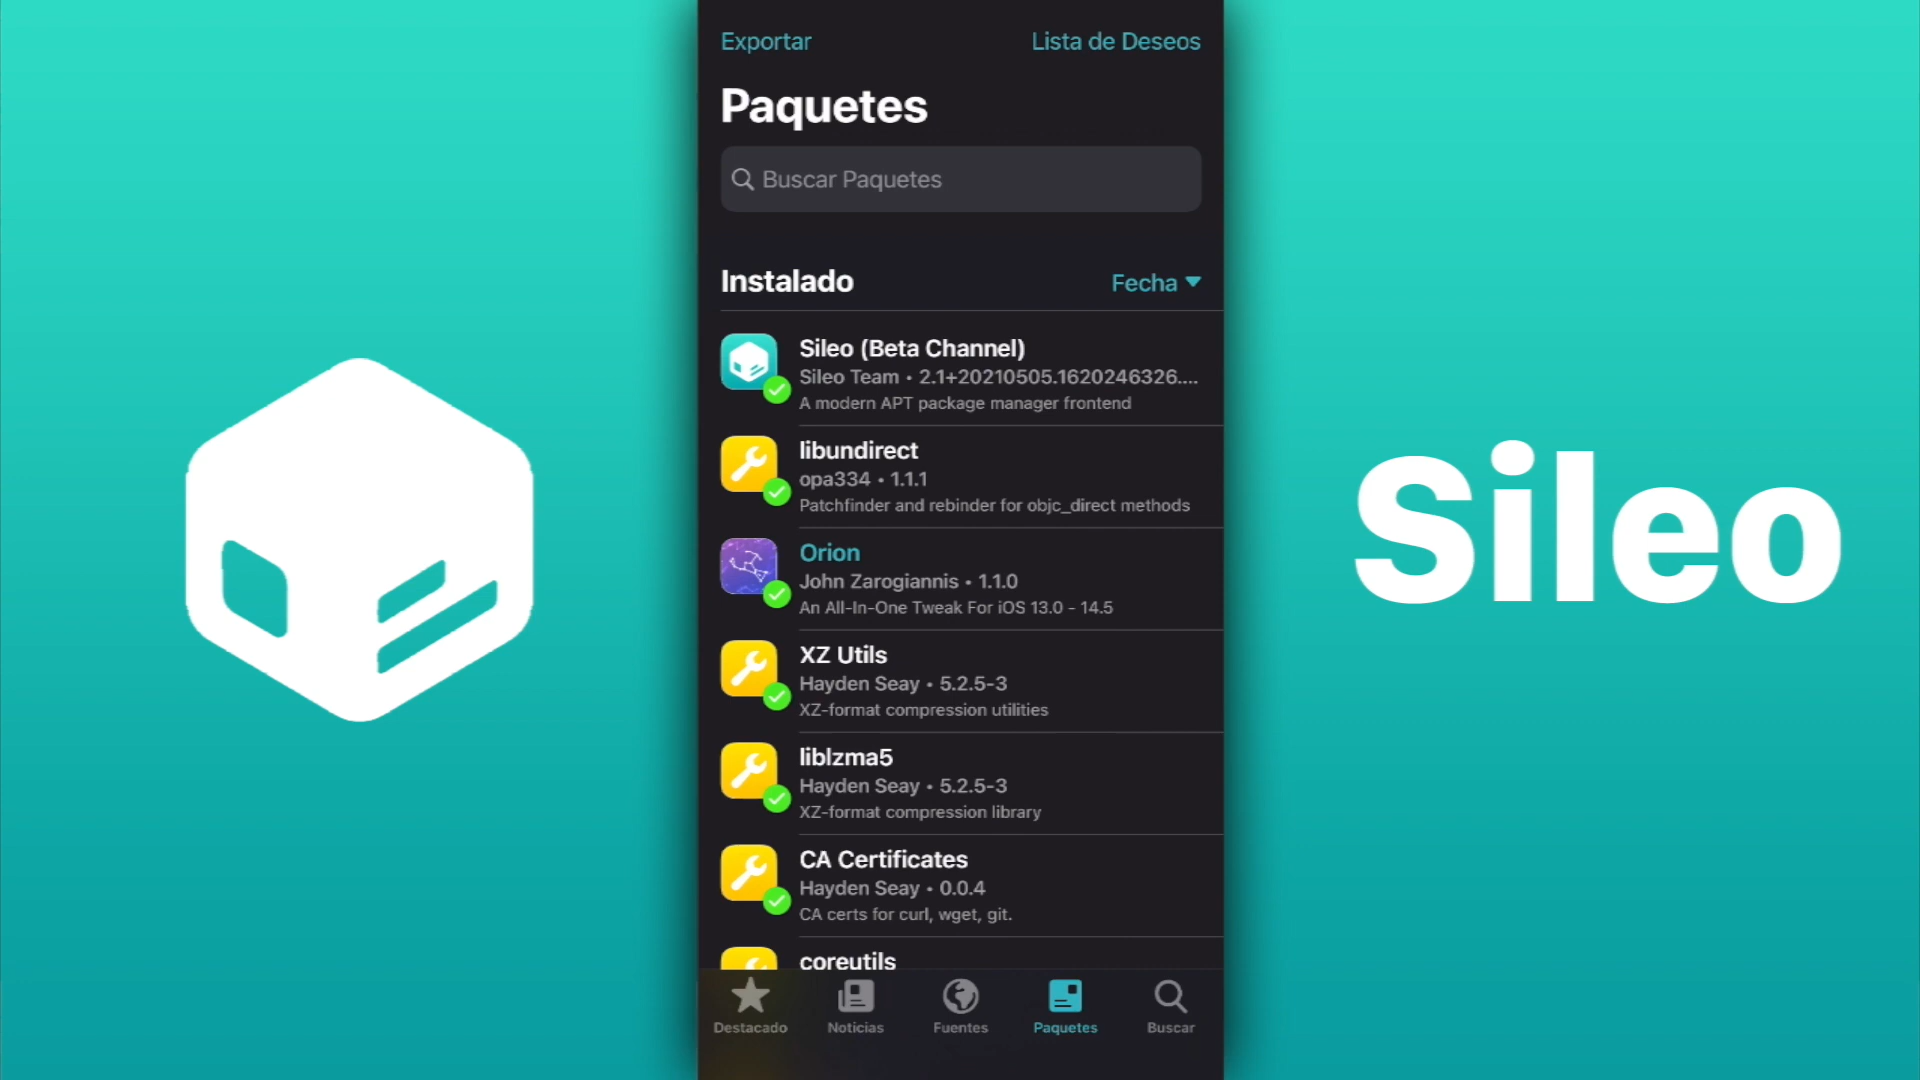 Exportar
Lista de Deseos
Paquetes
Buscar Paquetes
Instalado
Fecha
Sileo (Beta Channel)
Sileo Team • 2.1+20210505.1620246326....
A modern APT package manager frontend
libundirect
opa334 • 1.1.1
Patchfinder and rebinder for objc_direct methods
Orion
John Zarogiannis • 1.1.0
An All-In-One Tweak For iOS 13.0 - 14.5
XZ Utils
Hayden Seay • 5.2.5-3
XZ-format compression utilities
liblzma5
Hayden Seay • 5.2.5-3
XZ-format compression library
CA Certificates
Hayden Seay • 0.0.4
CA certs for curl, wget, git.
coreutils
Destacado
Noticias
Fuentes
Paquetes
Buscar
Sileo